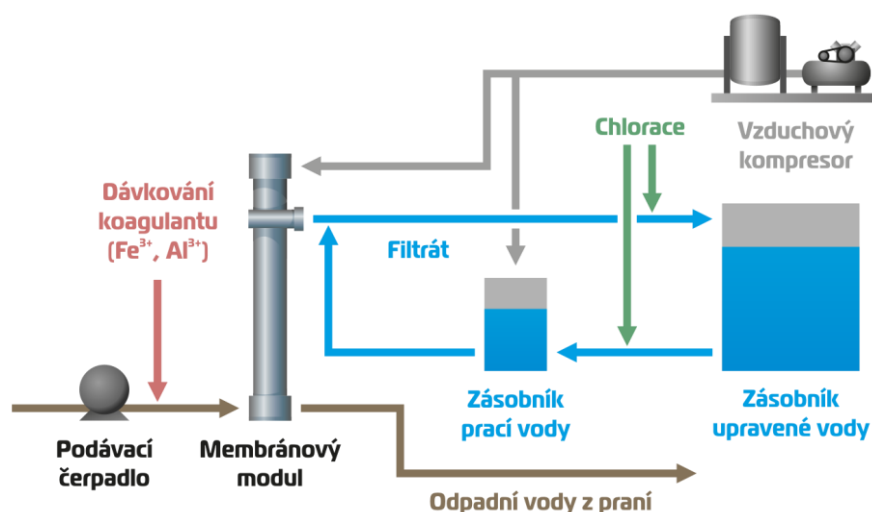 Chlorace
Vzduchový
kompresor
Dávkování
koagulantu
(Fe³⁺, Al³⁺)
Filtrát
Podávací
čerpadlo
Membránový
modul
Zásobník
prací vody
Zásobník
upravené vody
Odpadní vody z praní